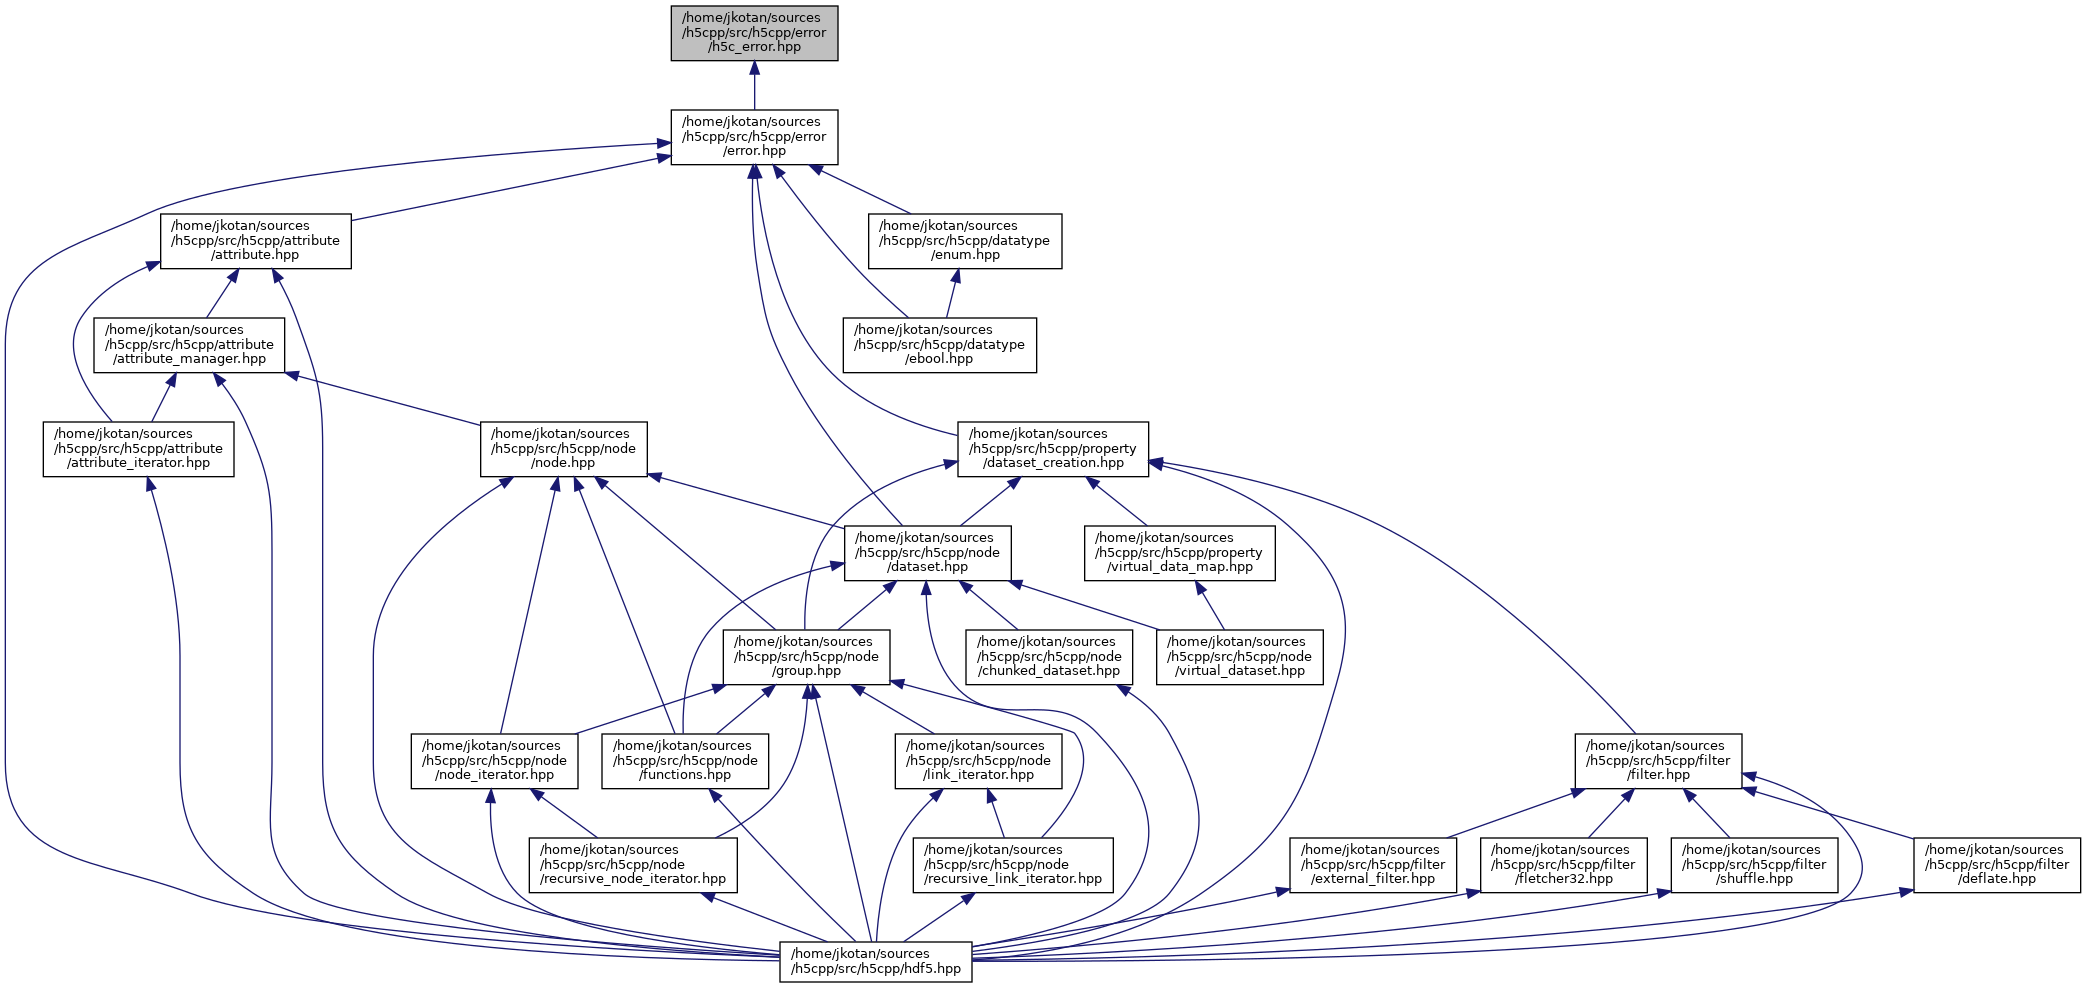 /home/jkotan/sources
/h5cpp/src/h5cpp/error
/h5c_error.hpp
/home/jkotan/sources
/h5cpp/src/h5cpp/error
/error.hpp
/home/jkotan/sources
/h5cpp/src/h5cpp/attribute
/attribute.hpp
/home/jkotan/sources
/h5cpp/src/h5cpp/datatype
/enum.hpp
/home/jkotan/sources
/h5cpp/src/h5cpp/attribute
/attribute_manager.hpp
/home/jkotan/sources
/h5cpp/src/h5cpp/datatype
/ebool.hpp
/home/jkotan/sources
/h5cpp/src/h5cpp/attribute
/attribute_iterator.hpp
/home/jkotan/sources
/h5cpp/src/h5cpp/node
/node.hpp
/home/jkotan/sources
/h5cpp/src/h5cpp/property
/dataset_creation.hpp
/home/jkotan/sources
/h5cpp/src/h5cpp/node
/dataset.hpp
/home/jkotan/sources
/h5cpp/src/h5cpp/property
/virtual_data_map.hpp
/home/jkotan/sources
/h5cpp/src/h5cpp/node
/group.hpp
/home/jkotan/sources
/h5cpp/src/h5cpp/node
/chunked_dataset.hpp
/home/jkotan/sources
/h5cpp/src/h5cpp/node
/virtual_dataset.hpp
/home/jkotan/sources
/h5cpp/src/h5cpp/node
/node_iterator.hpp
/home/jkotan/sources
/h5cpp/src/h5cpp/node
/functions.hpp
/home/jkotan/sources
/h5cpp/src/h5cpp/node
/link_iterator.hpp
/home/jkotan/sources
/h5cpp/src/h5cpp/filter
/filter.hpp
/home/jkotan/sources
/h5cpp/src/h5cpp/node
/recursive_node_iterator.hpp
/home/jkotan/sources
/h5cpp/src/h5cpp/node
/recursive_link_iterator.hpp
/home/jkotan/sources
/h5cpp/src/h5cpp/filter
/external_filter.hpp
/home/jkotan/sources
/h5cpp/src/h5cpp/filter
/fletcher32.hpp
/home/jkotan/sources
/h5cpp/src/h5cpp/filter
/shuffle.hpp
/home/jkotan/sources
/h5cpp/src/h5cpp/filter
/deflate.hpp
/home/jkotan/sources
/h5cpp/src/h5cpp/hdf5.hpp